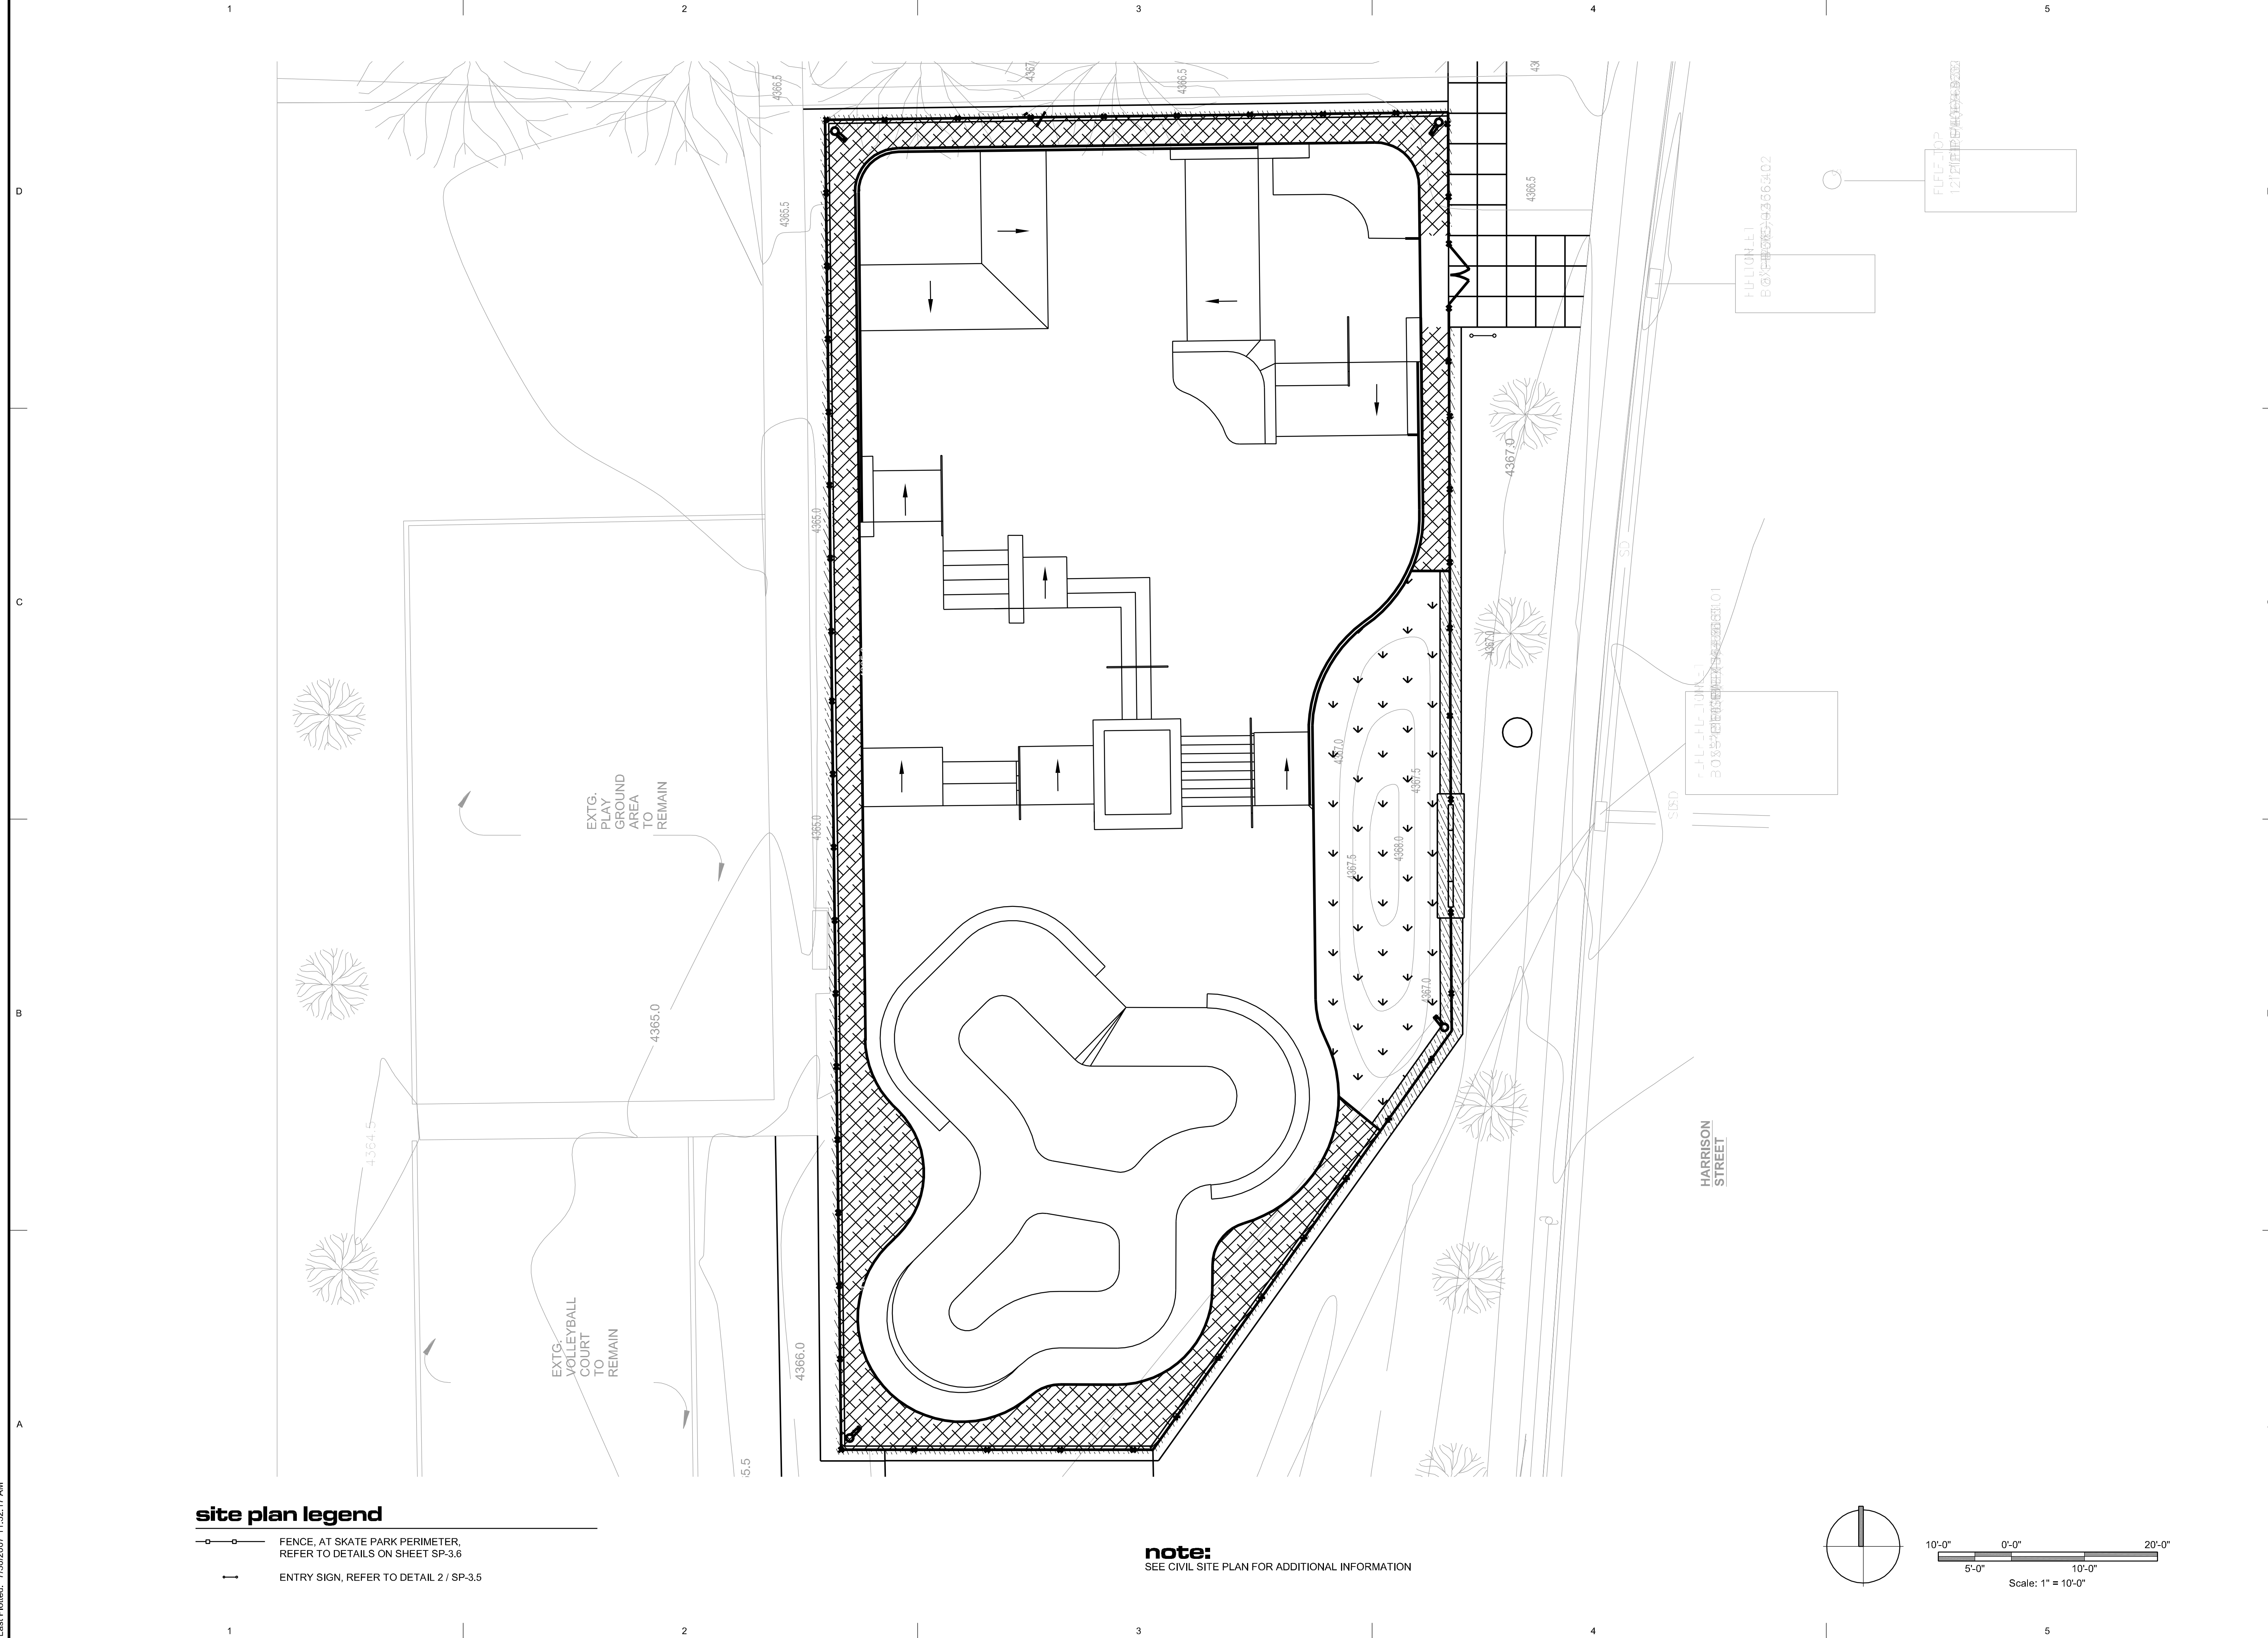 1 2 3 4 5
4366.5
4366.5
4365.5
4366.5
D
4367.0
4365.0
C
4367.0
4367.0
4367.5
EXTG.
PLAY
GROUND
AREA
TO
REMAIN
4365.0
4367.5
4368.0
4367.0
B
4365.0
4364.5
HARRISON
STREET
EXTG.
VOLLEYBALL
COURT
TO
REMAIN
4366.0
A
site plan legend
FENCE, AT SKATE PARK PERIMETER,
REFER TO DETAILS ON SHEET SP-3.6
ENTRY SIGN, REFER TO DETAIL 2 / SP-3.5
note:
SEE CIVIL SITE PLAN FOR ADDITIONAL INFORMATION
10'-0" 0'-0" 20'-0"
5'-0" 10'-0"
Scale: 1" = 10'-0"
1 2 3 4 5